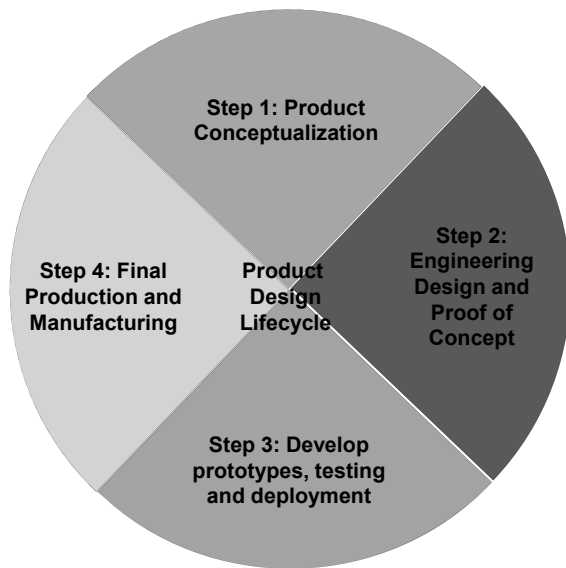 Step 1: Product
Conceptualization
Step 2:
Engineering
Design and
Proof of
Concept
Step 3: Develop
prototypes, testing
and deployment
Step 4: Final
Production and
Manufacturing
Product
Design
Lifecycle